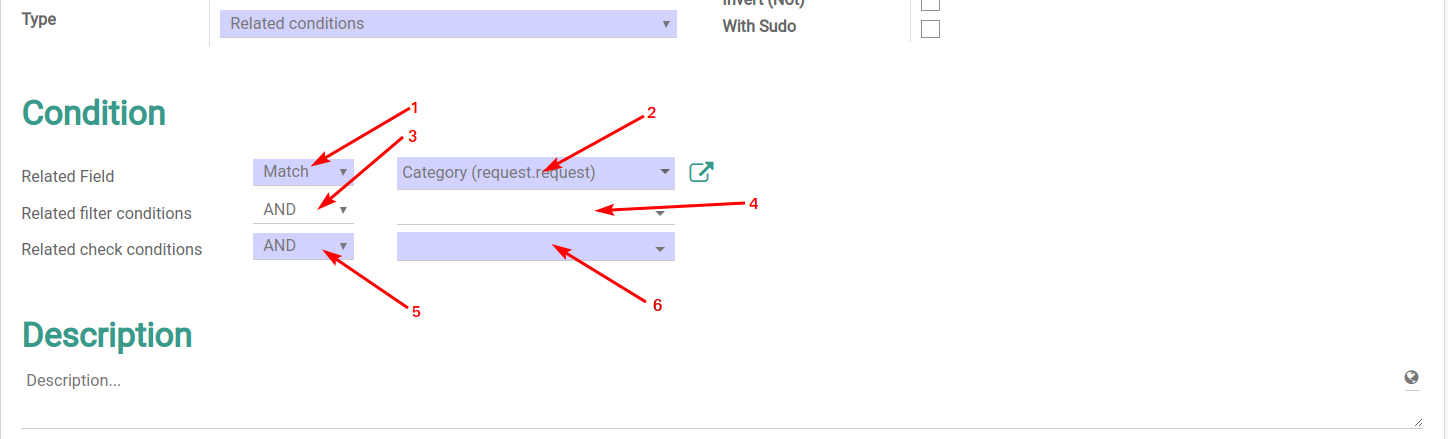 Invert (Not)
Type
Related conditions
With Sudo
Condition
1
2
3
Related Field
Match
Category (request.request)
Related filter conditions
AND
4
Related check conditions
AND
5
6
Description
Description...